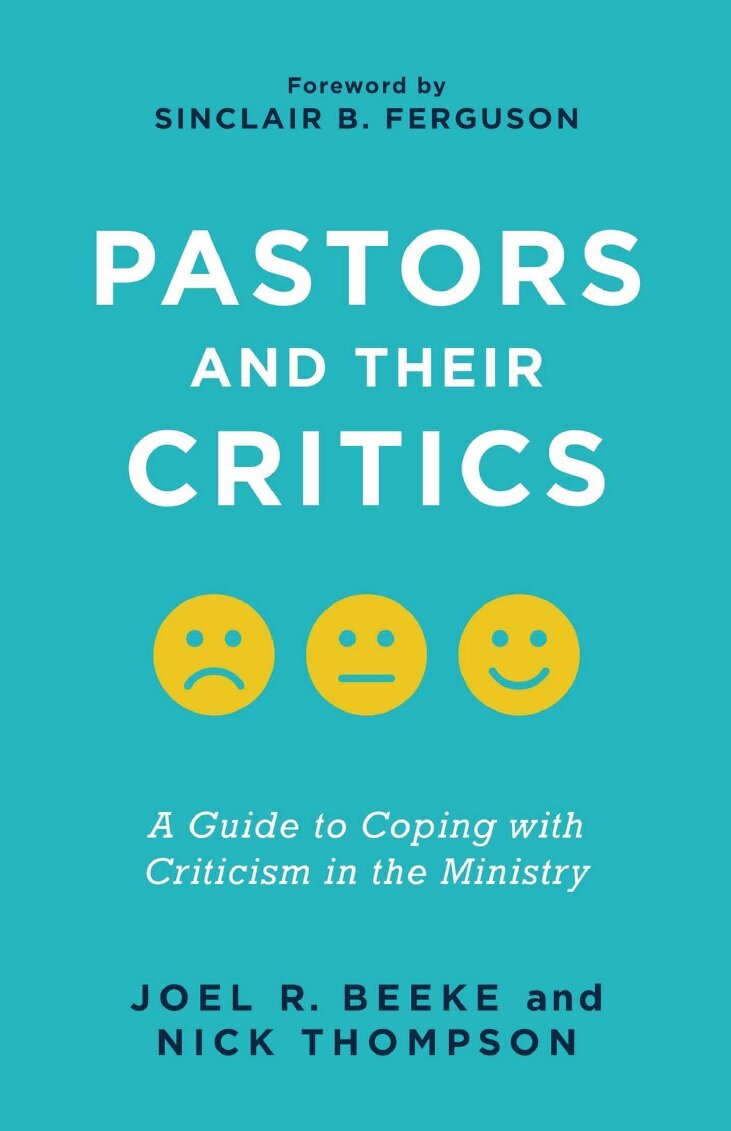 Foreword by
SINCLAIR B. FERGUSON
PASTORS
AND THEIR
CRITICS
A Guide to Coping with
Criticism in the Ministry
JOEL R. BEEKE and
NICK THOMPSON